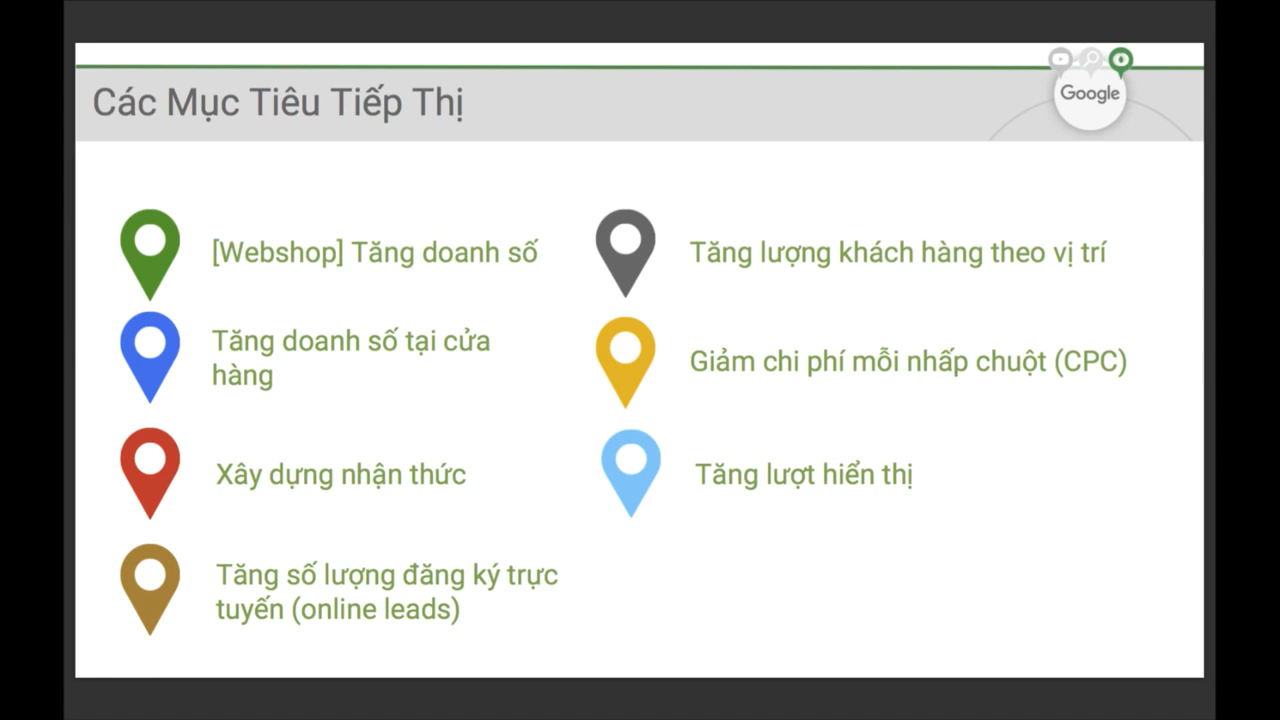 Google
Các Mục Tiêu Tiếp Thị
[Webshop] Tăng doanh số
Tăng doanh số tại cửa
hàng
Xây dựng nhận thức
Tăng số lượng đăng ký trực
tuyến (online leads)
Tăng lượng khách hàng theo vị trí
Giảm chi phí mỗi nhấp chuột (CPC)
Tăng lượt hiển thị